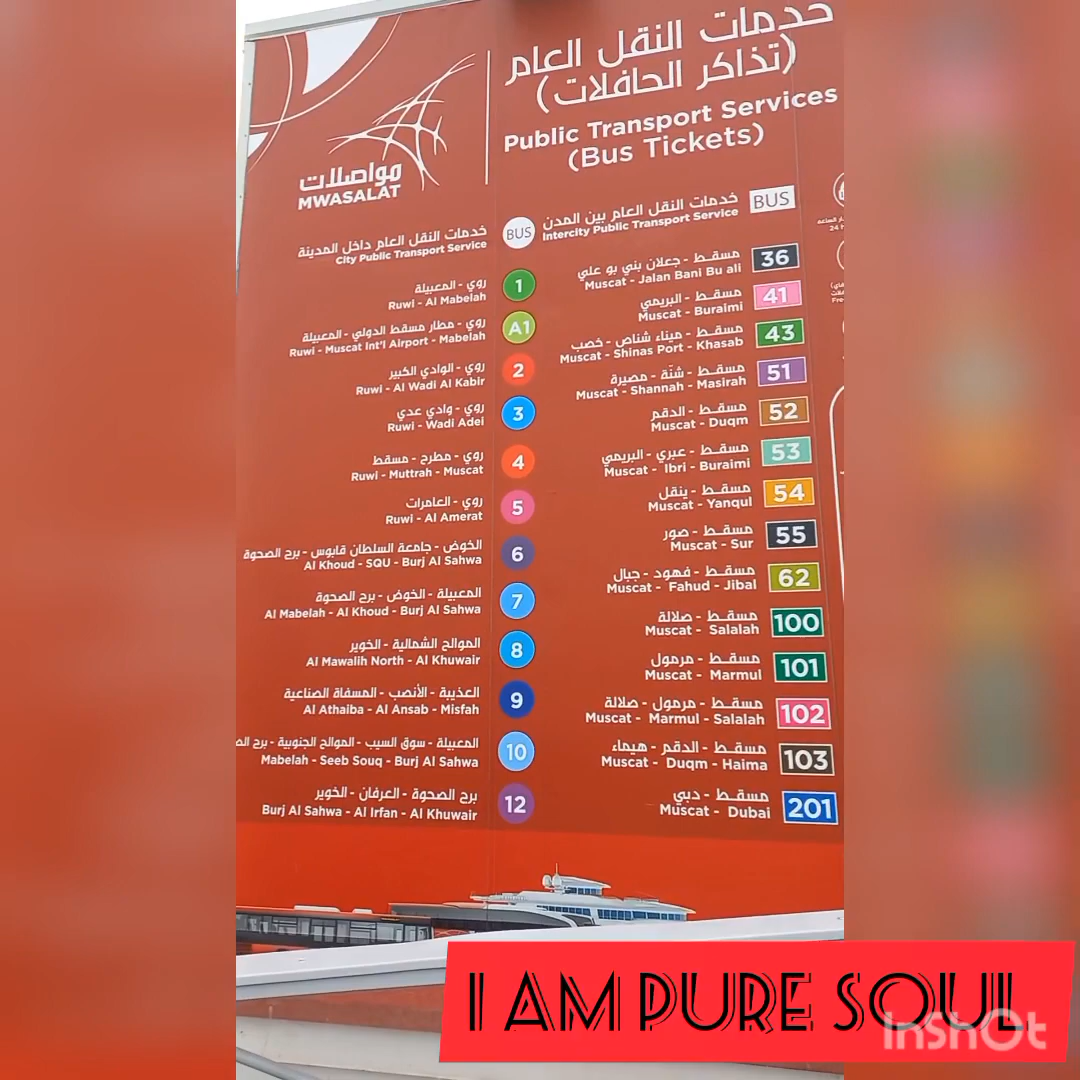 خدمات النقل العام
(تذاكر الحافلات)
Public Transport Services
(Bus Tickets)
مواصلات
MWASALAT
خدمات النقل العام داخل المدينة
City Public Transport Service
BUS
روي - المعبيلة
Ruwi - Al Mabelah
1
روي - مطار مسقط الدولي - المعبيلة
Ruwi - Muscat Int'l Airport - Mabelah
A1
روي - الوادي الكبير
Ruwi - Al Wadi Al Kabir
2
روي - وادي عدي
Ruwi - Wadi Adei
3
روي - مطرح - مسقط
Ruwi - Muttrah - Muscat
4
روي - العامرات
Ruwi - Al Amerat
5
الخوض - جامعة السلطان قابوس - برج الصحوة
Al Khoud - SQU - Burj Al Sahwa
6
المعبيلة - الخوض - برج الصحوة
Al Mabelah - Al Khoud - Burj Al Sahwa
7
الموالح الشمالية - الخوير
Al Mawalih North - Al Khuwair
8
العذيبة - الأنصب - المسفاة الصناعية
Al Athaiba - Al Ansab - Misfah
9
المعبيلة - سوق السيب - الموالح الجنوبية - برج
Mabelah - Seeb Souq - Burj Al Sahwa
10
برج الصحوة - العرفان - الخوير
Burj Al Sahwa - Al Irfan - Al Khuwair
12
خدمات النقل العام بين المدن
Intercity Public Transport Service
BUS
مسقط - جعلان بني بو علي
Muscat - Jalan Bani Bu ali
36
مسقط - البريمي
Muscat - Buraimi
41
مسقط - ميناء شناص - خصب
Muscat - Shinas Port - Khasab
43
مسقط - شنّة - مصيرة
Muscat - Shannah - Masirah
51
مسقط - الدقم
Muscat - Duqm
52
مسقط - عبري - البريمي
Muscat - Ibri - Buraimi
53
مسقط - ينقل
Muscat - Yanqul
54
مسقط - صور
Muscat - Sur
55
مسقط - فهود - جبال
Muscat - Fahud - Jibal
62
مسقط - صلالة
Muscat - Salalah
100
مسقط - مرمول
Muscat - Marmul
101
مسقط - مرمول - صلالة
Muscat - Marmul - Salalah
102
مسقط - الدقم - هيماء
Muscat - Duqm - Haima
103
مسقط - دبي
Muscat - Dubai
201
I AM PURE SOUL
InShOt